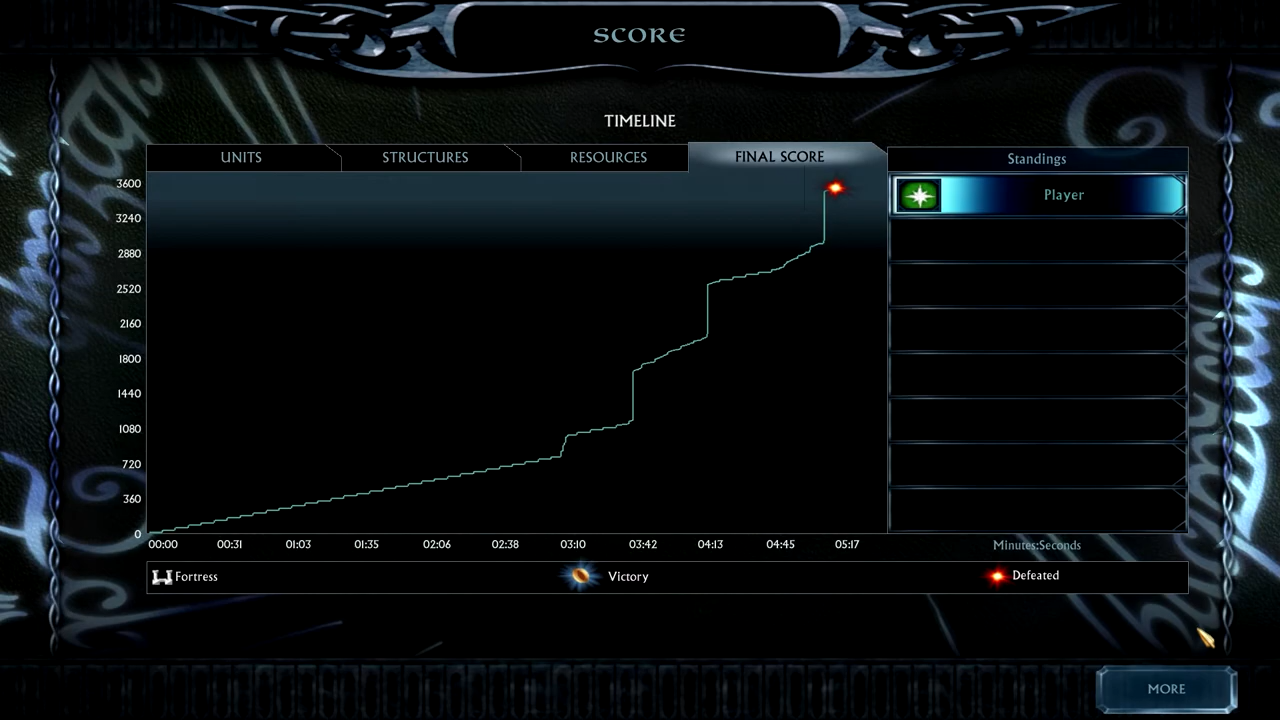 SCORE
TIMELINE
UNITS STRUCTURES RESOURCES FINAL SCORE Standings
Player
3600
3240
2880
2520
2160
1800
1440
1080
720
360
0
00:00 00:31 01:03 01:35 02:06 02:38 03:10 03:42 04:13 04:45 05:17 Minutes:Seconds
Fortress Victory Defeated
MORE